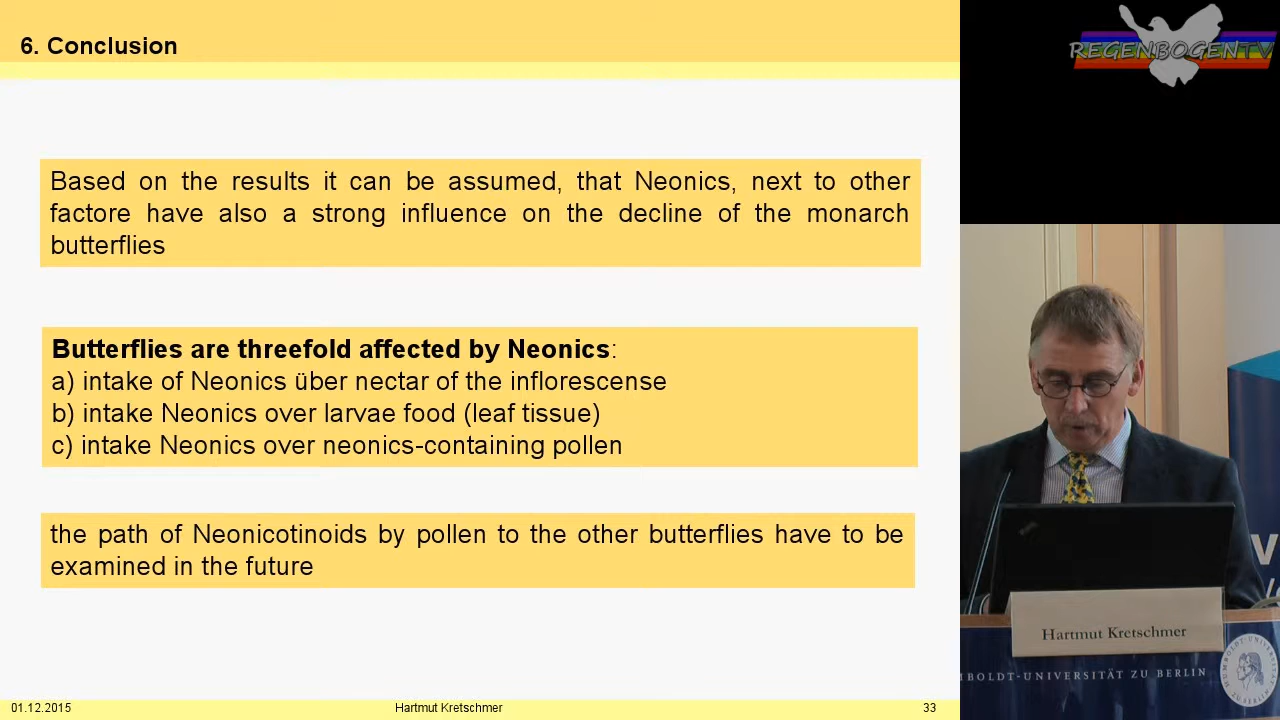 6. Conclusion
REGENBOGENTV
Based on the results it can be assumed, that Neonics, next to other
factore have also a strong influence on the decline of the monarch
butterflies
Butterflies are threefold affected by Neonics:
a) intake of Neonics über nectar of the inflorescense
b) intake Neonics over larvae food (leaf tissue)
c) intake Neonics over neonics-containing pollen
the path of Neonicotinoids by pollen to the other butterflies have to be
examined in the future
Hartmut Kretschmer
MBOLDT-UNIVERSITÄT ZU BERLIN
01.12.2015
Hartmut Kretschmer
33